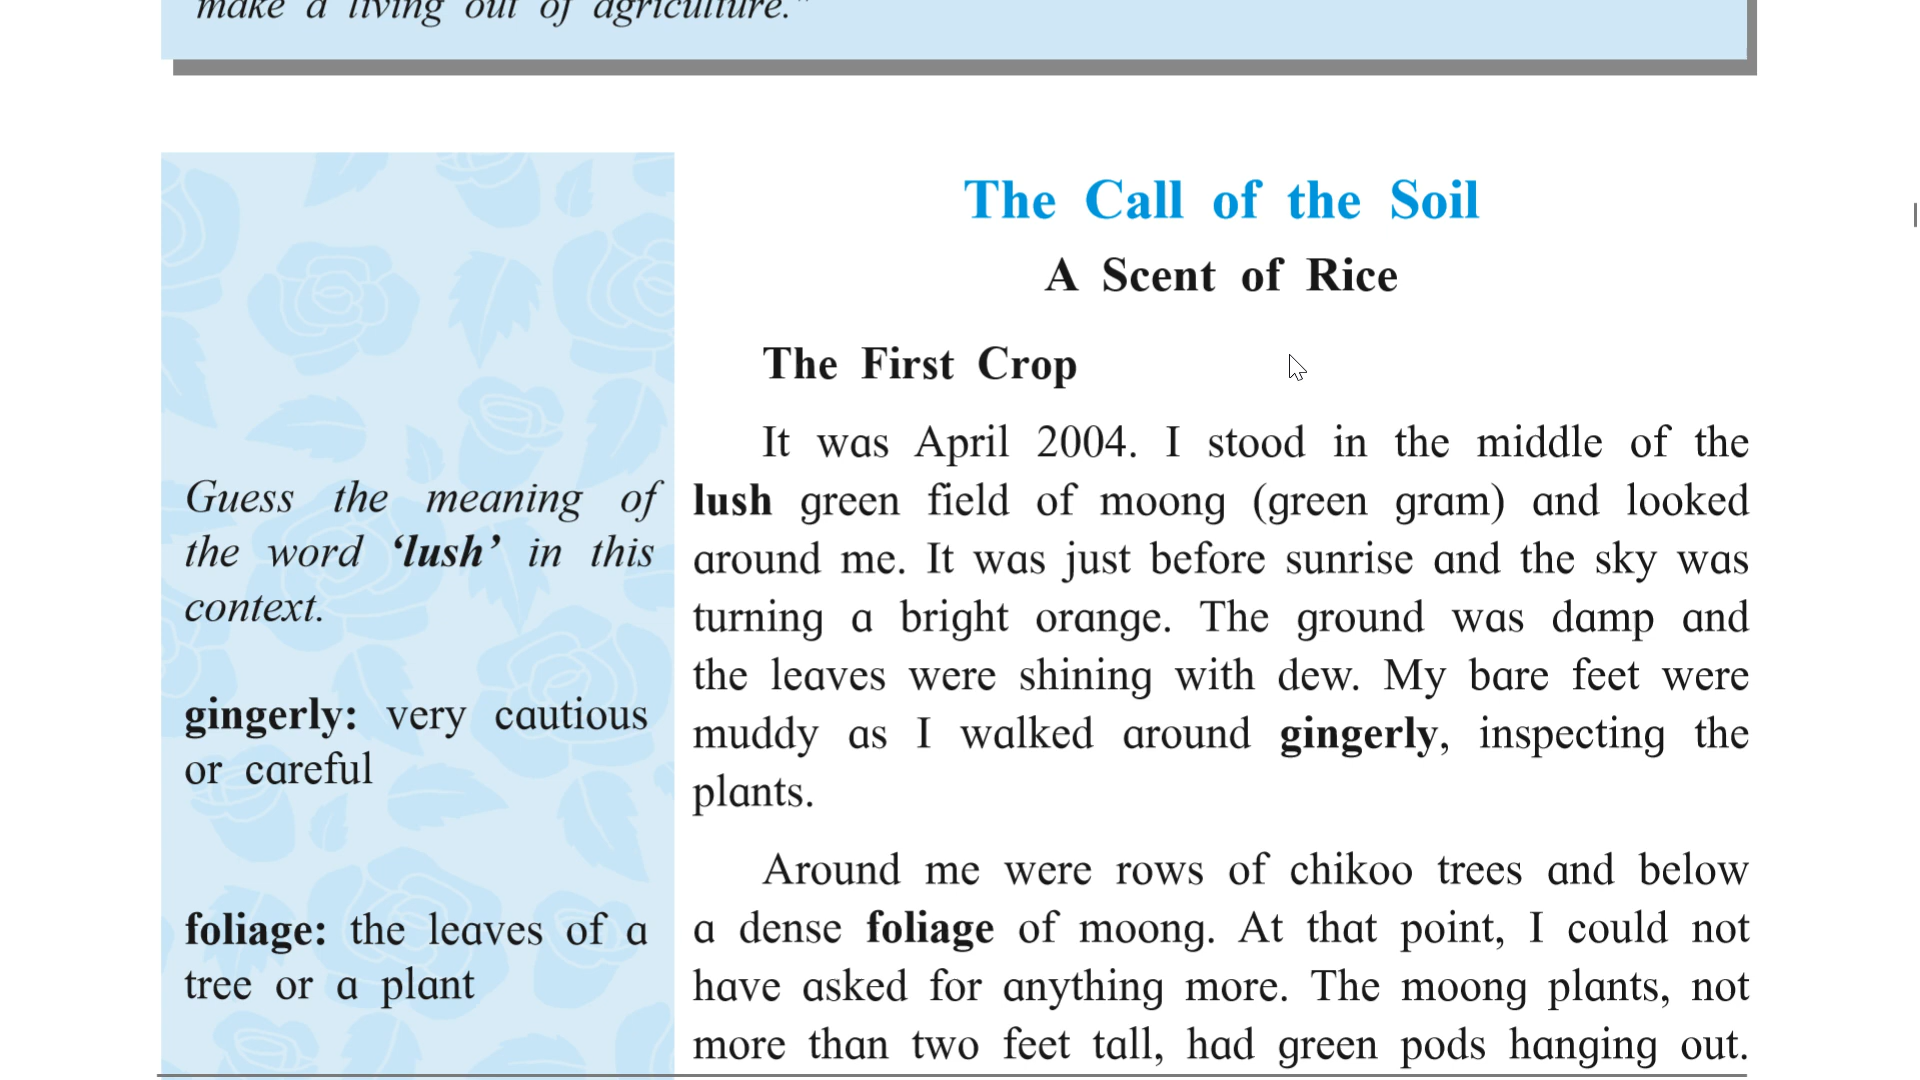 make a living out of agriculture."
The Call of the Soil
A Scent of Rice
The First Crop
It was April 2004. I stood in the middle of the
lush green field of moong (green gram) and looked
around me. It was just before sunrise and the sky was
turning a bright orange. The ground was damp and
the leaves were shining with dew. My bare feet were
muddy as I walked around gingerly, inspecting the
plants.
Around me were rows of chikoo trees and below
a dense foliage of moong. At that point, I could not
have asked for anything more. The moong plants, not
more than two feet tall, had green pods hanging out.
Guess the meaning of
the word ‘lush’ in this
context.
gingerly: very cautious
or careful
foliage: the leaves of a
tree or a plant